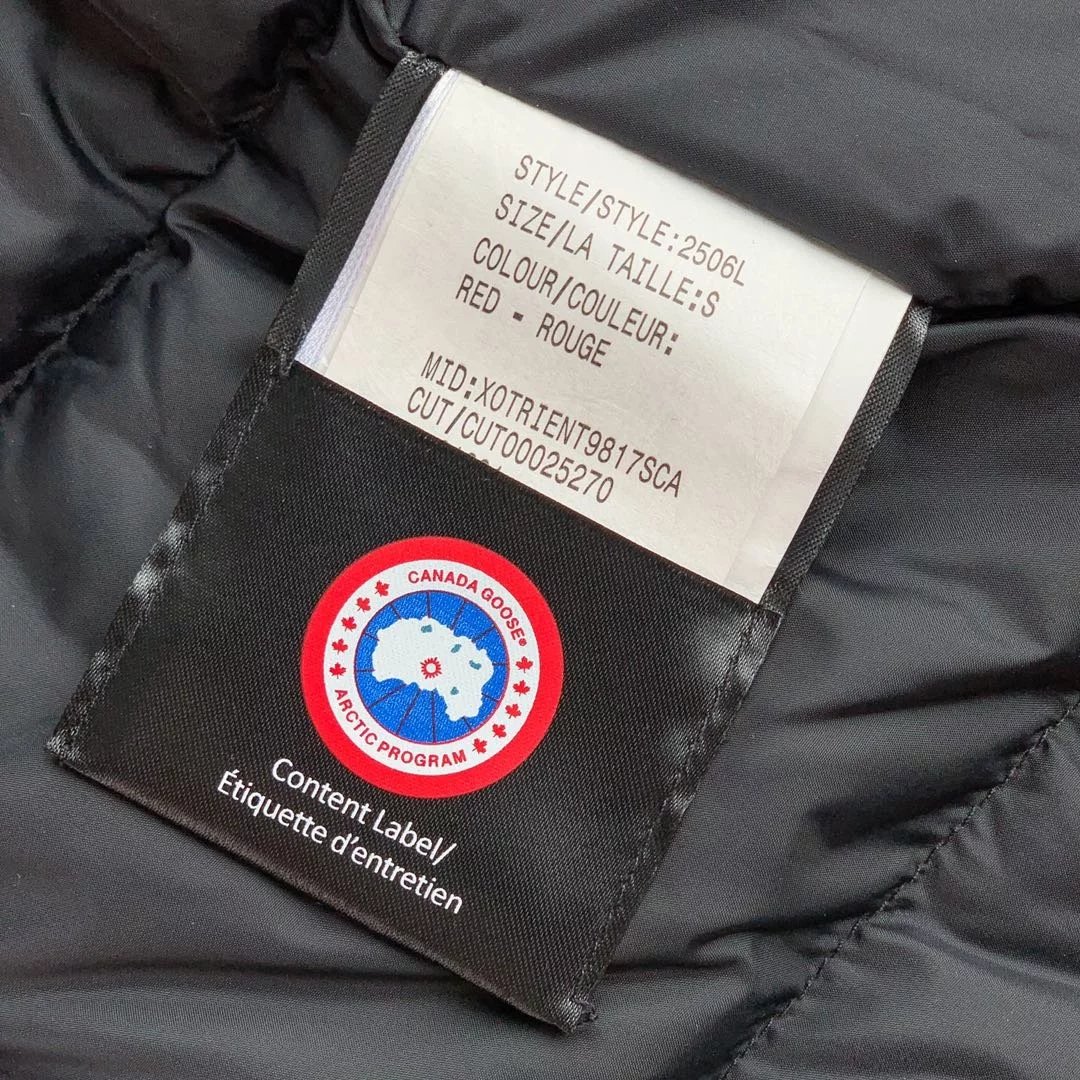 STYLE/STYLE:2506L
SIZE/LA TAILLE:S
COLOUR/COULEUR:
RED - ROUGE
MID:XOTRIENT9817SCA
CUT/CUT00025270
CANADA GOOSE®
ARCTIC PROGRAM
Content Label/
Étiquette d'entretien